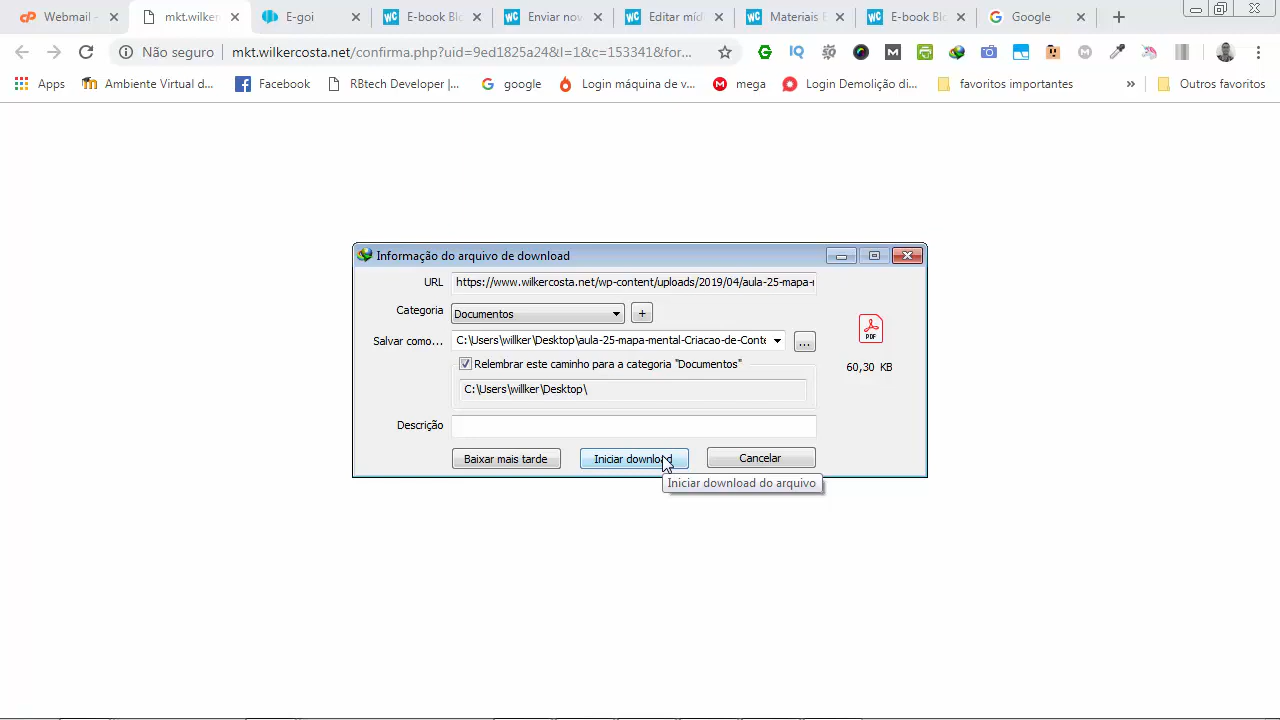 Webmail
mkt.wilker
E-goi
E-book Blo
Enviar nov
Editar mídi
Materiais E
E-book Blo
Google
Não seguro
mkt.wilkercosta.net/confirma.php?uid=9ed1825a24&l=1&c=153341&for...
Apps
Ambiente Virtual d...
Facebook
RBtech Developer |...
google
Login máquina de v...
mega
Login Demolição di...
favoritos importantes
»
Outros favoritos
Informação do arquivo de download
URL
https://www.wilkercosta.net/wp-content/uploads/2019/04/aula-25-mapa-
Categoria
Documentos
+
Salvar como...
C:\Users\willker\Desktop\aula-25-mapa-mental-Criacao-de-Conte
...
PDF
60,30 KB
Relembrar este caminho para a categoria "Documentos"
C:\Users\willker\Desktop\
Descrição
Baixar mais tarde
Iniciar download
Cancelar
Iniciar download do arquivo